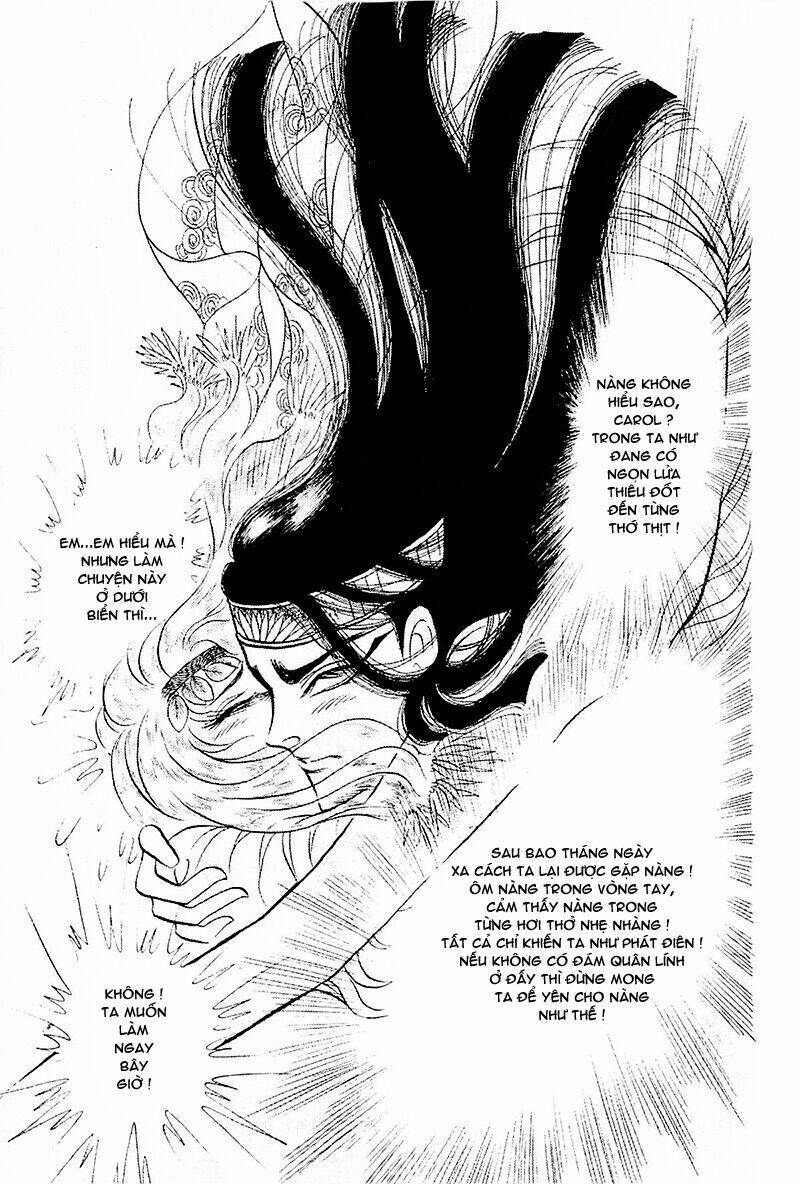 NÀNG KHÔNG
HIỂU SAO,
CAROL ?
TRONG TA NHƯ
ĐANG CÓ
NGỌN LỬA
THIÊU ĐỐT
ĐẾN TỪNG
THỚ THỊT !
EM...EM HIỂU MÀ !
NHƯNG LÀM
CHUYỆN NÀY
Ở DƯỚI
BIỂN THÌ...
SAU BAO THÁNG NGÀY
XA CÁCH TA LẠI ĐƯỢC GẶP NÀNG !
ÔM NÀNG TRONG VÒNG TAY,
CẢM THẤY NÀNG TRONG
TỪNG HƠI THỞ NHẸ NHÀNG !
TẤT CẢ CHỈ KHIẾN TA NHƯ PHÁT ĐIÊN !
NẾU KHÔNG CÓ ĐÁM QUÂN LÍNH
Ở ĐẤY THÌ ĐỪNG MONG
TA ĐỂ YÊN CHO NÀNG
NHƯ THẾ !
KHÔNG !
TA MUỐN
LÀM
NGAY
BÂY
GIỜ !